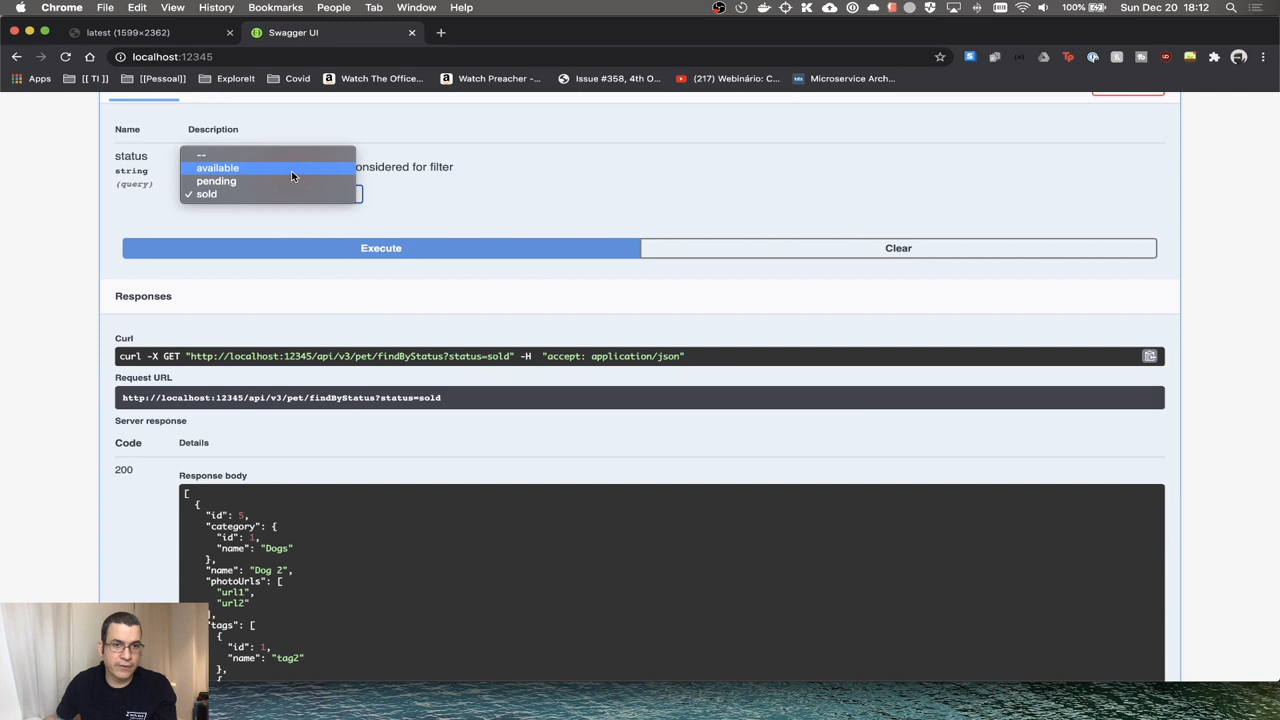 Chrome File Edit View History Bookmarks People Tab Window Help 100% Sun Dec 20 18:12
latest (1599×2362) Swagger UI
localhost:12345
Apps [[ TI ]] [[Pessoal]] ExploreIt Covid Watch The Office... Watch Preacher -... Issue #358, 4th O... (217) Webinário: C... Microservice Arch...
Name Description
--
status available onsidered for filter
string pending
(query) sold
Execute Clear
Responses
Curl
curl -X GET "http://localhost:12345/api/v3/pet/findByStatus?status=sold" -H "accept: application/json"
Request URL
http://localhost:12345/api/v3/pet/findByStatus?status=sold
Server response
Code Details
200
Response body
[
{
"id": 5,
"category": {
"id": 1,
"name": "Dogs"
},
"name": "Dog 2",
"photoUrls": [
"url1",
"url2"
],
"tags": [
{
"id": 1,
"name": "tag2"
},
{